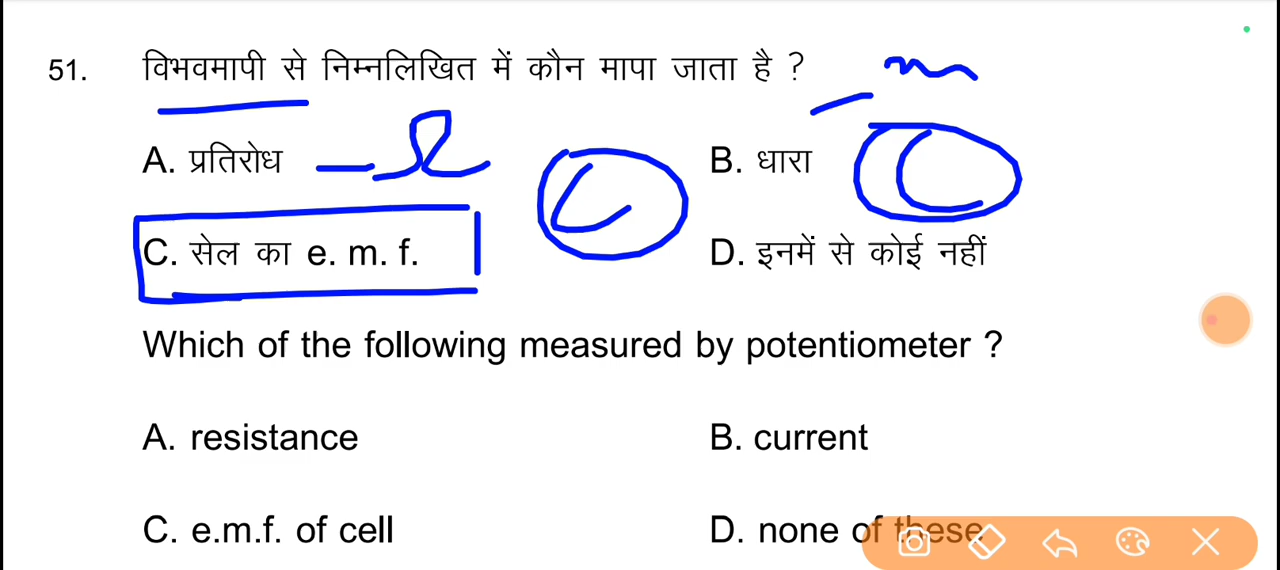 51. विभवमापी से निम्नलिखित में कौन मापा जाता है ?
A. प्रतिरोध B. धारा
C. सेल का e. m. f. D. इनमें से कोई नहीं
Which of the following measured by potentiometer ?
A. resistance B. current
C. e.m.f. of cell D. none of these